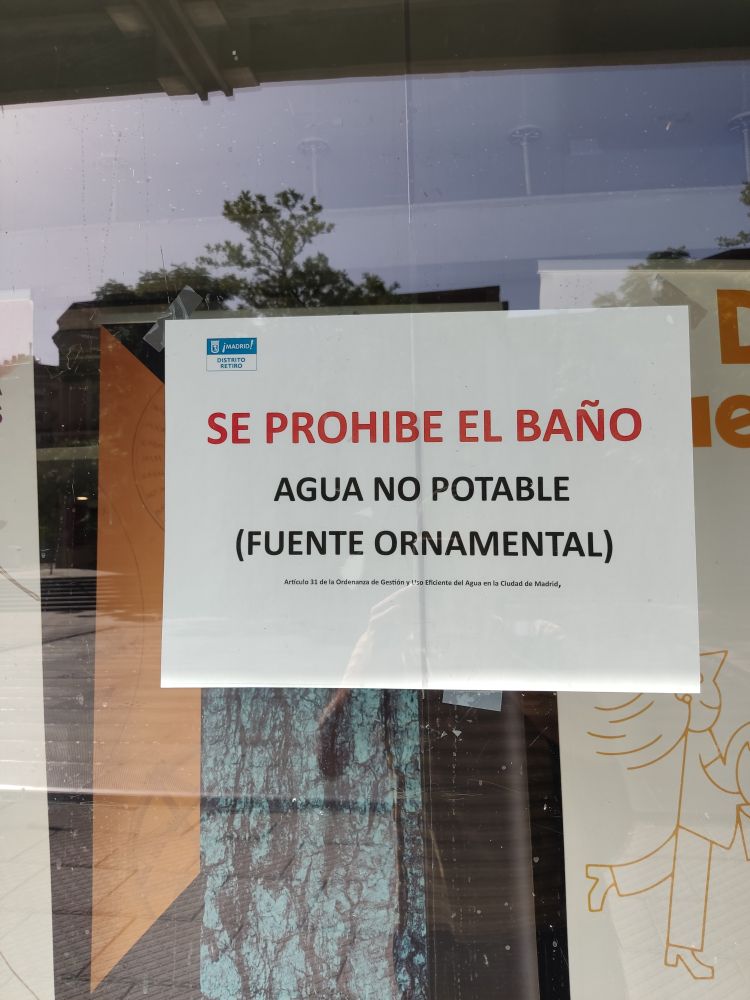 ¡MADRID!
DISTRITO
RETIRO
SE PROHIBE EL BAÑO
AGUA NO POTABLE
(FUENTE ORNAMENTAL)
Artículo 31 de la Ordenanza de Gestión y Uso Eficiente del Agua en la Ciudad de Madrid,